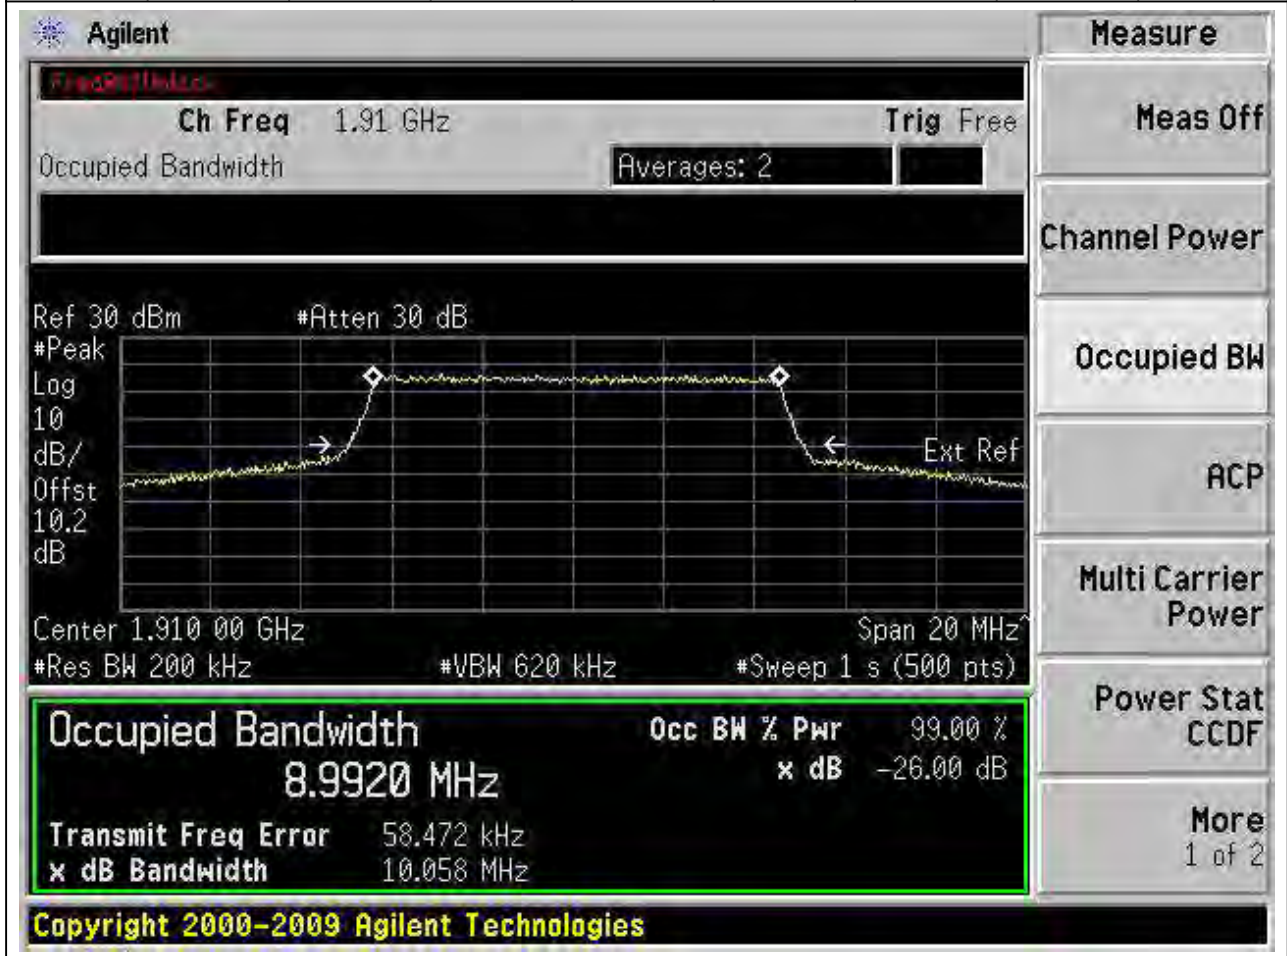 Agilent
Measure
Ch Freq 1.91 GHz
Trig Free
Meas Off
Occupied Bandwidth
Averages: 2
Channel Power
Ref 30 dBm #Atten 30 dB
#Peak
Log
10
dB/
Offst
10.2
dB
Ext Ref
Occupied BW
ACP
Center 1.910 00 GHz
Span 20 MHz^
#Res BW 200 kHz #VBW 620 kHz #Sweep 1 s (500 pts)
Multi Carrier
Power
Occupied Bandwidth
8.9920 MHz
Occ BW % Pwr 99.00 %
x dB -26.00 dB
Transmit Freq Error 58.472 kHz
x dB Bandwidth 10.058 MHz
Power Stat
CCDF
More
1 of 2
Copyright 2000-2009 Agilent Technologies